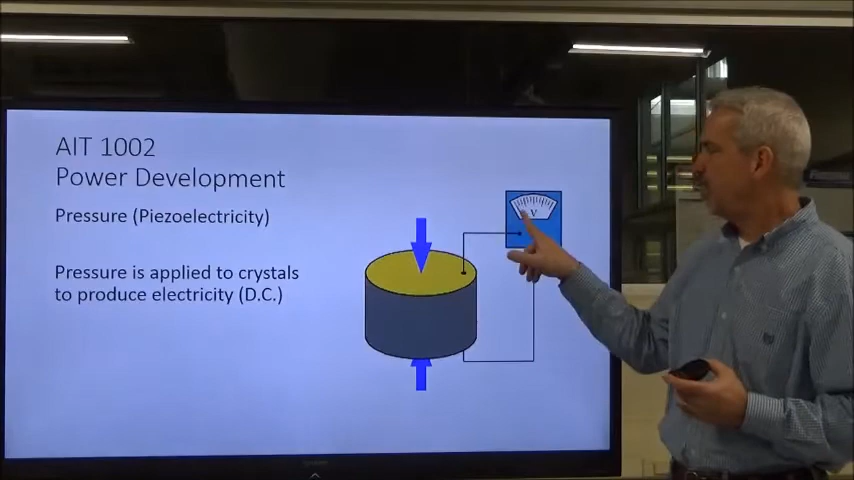 AIT 1002
Power Development
Pressure (Piezoelectricity)
V
Pressure is applied to crystals
to produce electricity (D.C.)